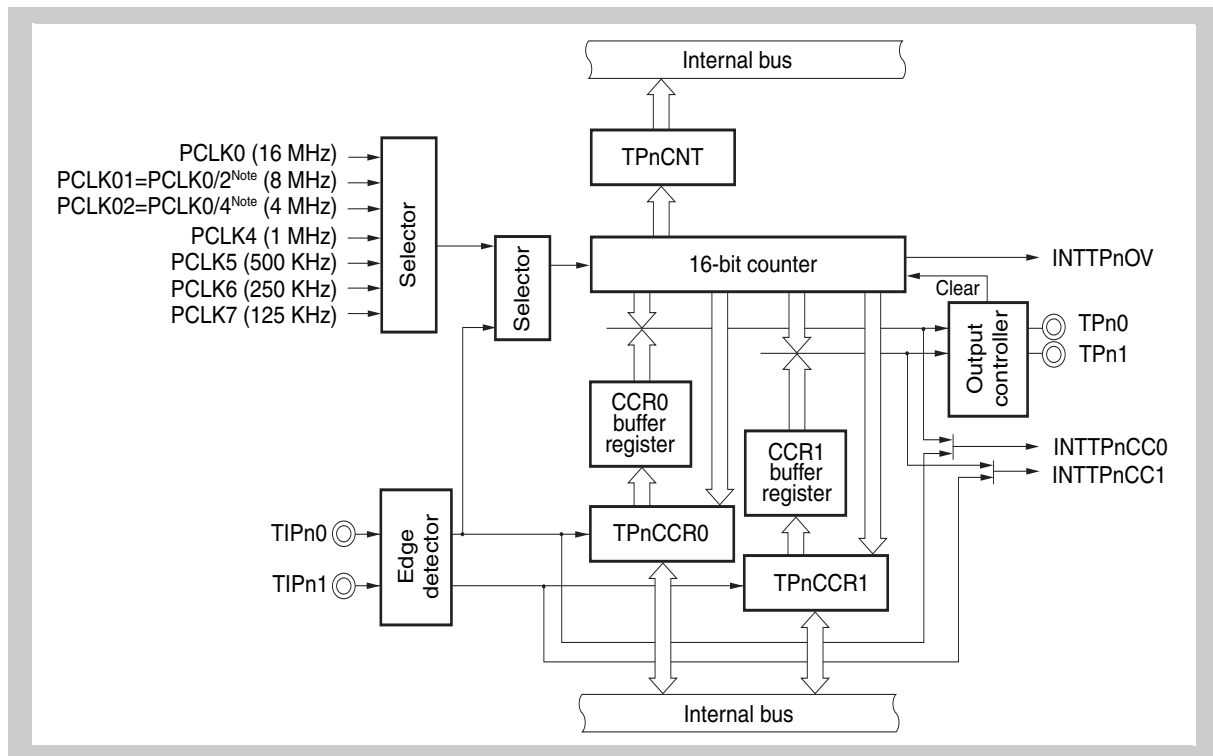 Internal bus
TPnCNT
PCLK0 (16 MHz)
PCLK01=PCLK0/2Note (8 MHz)
PCLK02=PCLK0/4Note (4 MHz)
PCLK4 (1 MHz)
PCLK5 (500 KHz)
PCLK6 (250 KHz)
PCLK7 (125 KHz)
Selector
Selector
16-bit counter
INTTPnOV
Clear
Output
controller
TPn0
TPn1
CCR0
buffer
register
CCR1
buffer
register
INTTPnCC0
INTTPnCC1
TIPn0
TIPn1
Edge
detector
TPnCCR0
TPnCCR1
Internal bus